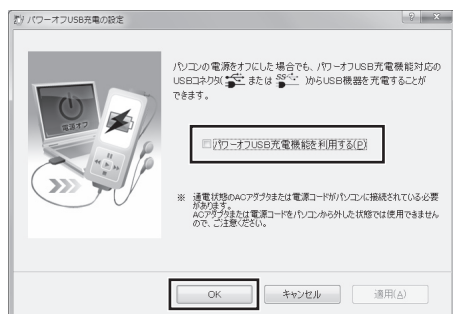 パワーオフUSB充電の設定
パソコンの電源をオフにした場合でも、パワーオフUSB充電機能対応の
USBコネクタ( または SS )からUSB機器を充電することが
できます。
電源オフ
パワーオフUSB充電機能を利用する(P)
※ 通電状態のACアダプタまたは電源コードがパソコンに接続されている必要
があります。
ACアダプタまたは電源コードをパソコンから外した状態では使用できません
ので、ご注意ください。
OK キャンセル 適用(A)